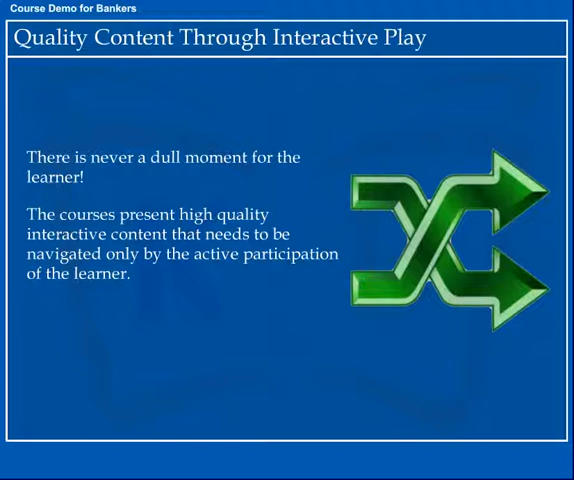 Course Demo for Bankers
Quality Content Through Interactive Play
There is never a dull moment for the
learner!
The courses present high quality
interactive content that needs to be
navigated only by the active participation
of the learner.